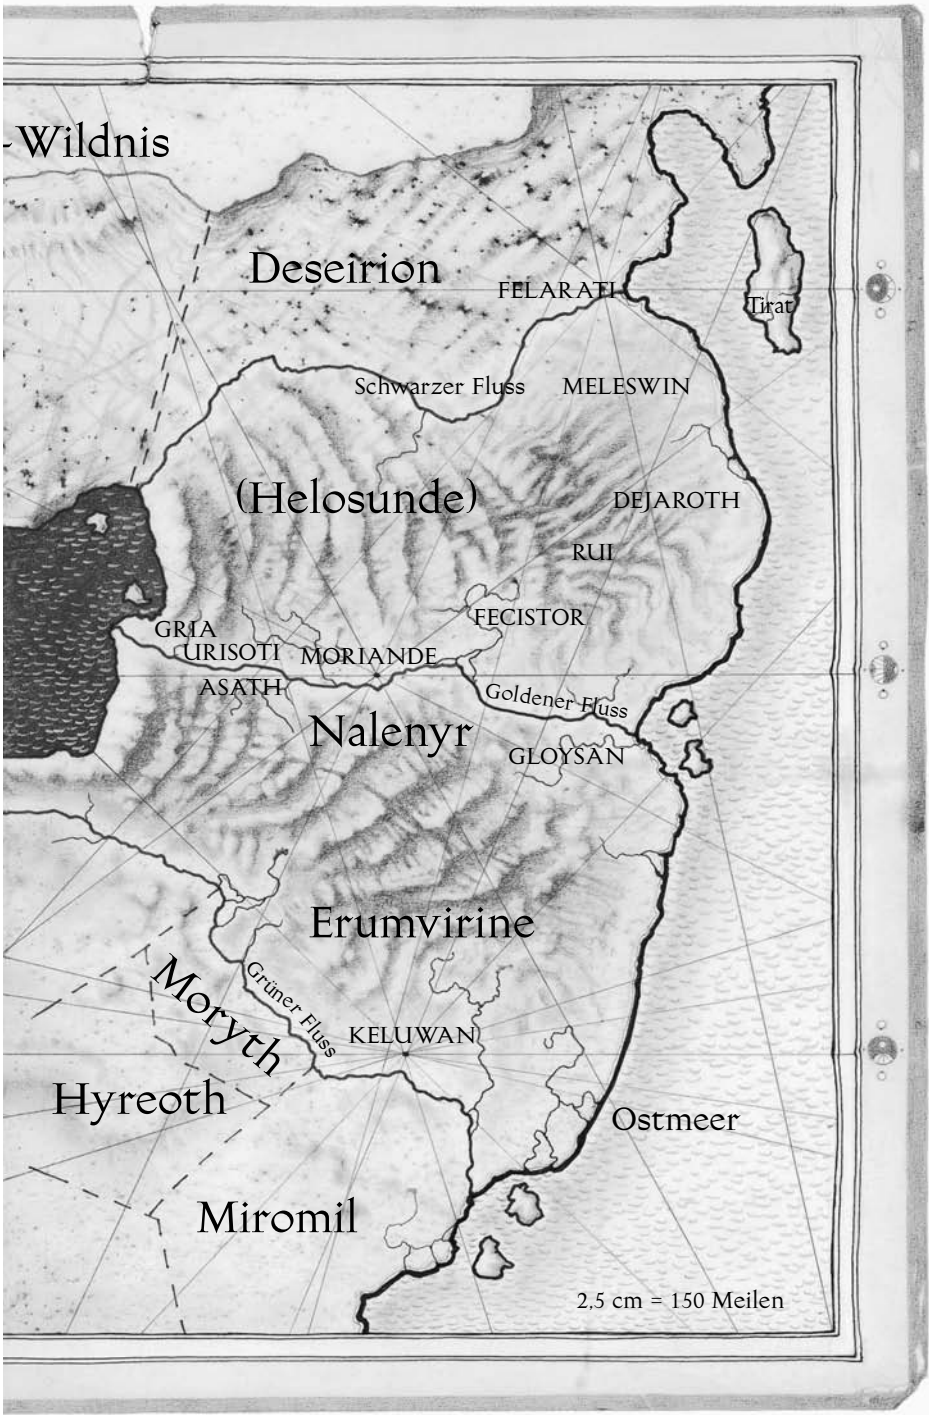 -Wildnis
Deseirion
FELARATI
Tirat
Schwarzer Fluss
MELESWIN
(Helosunde)
DEJAROTH
RUI
FECISTOR
GRIA
URISOTI
MORIANDE
ASATH
Goldener Fluss
Nalenyr
GLOYSAN
Erumvirine
Moryth
Grüner Fluss
KELUWAN
Hyreoth
Ostmeer
Miromil
2,5 cm = 150 Meilen